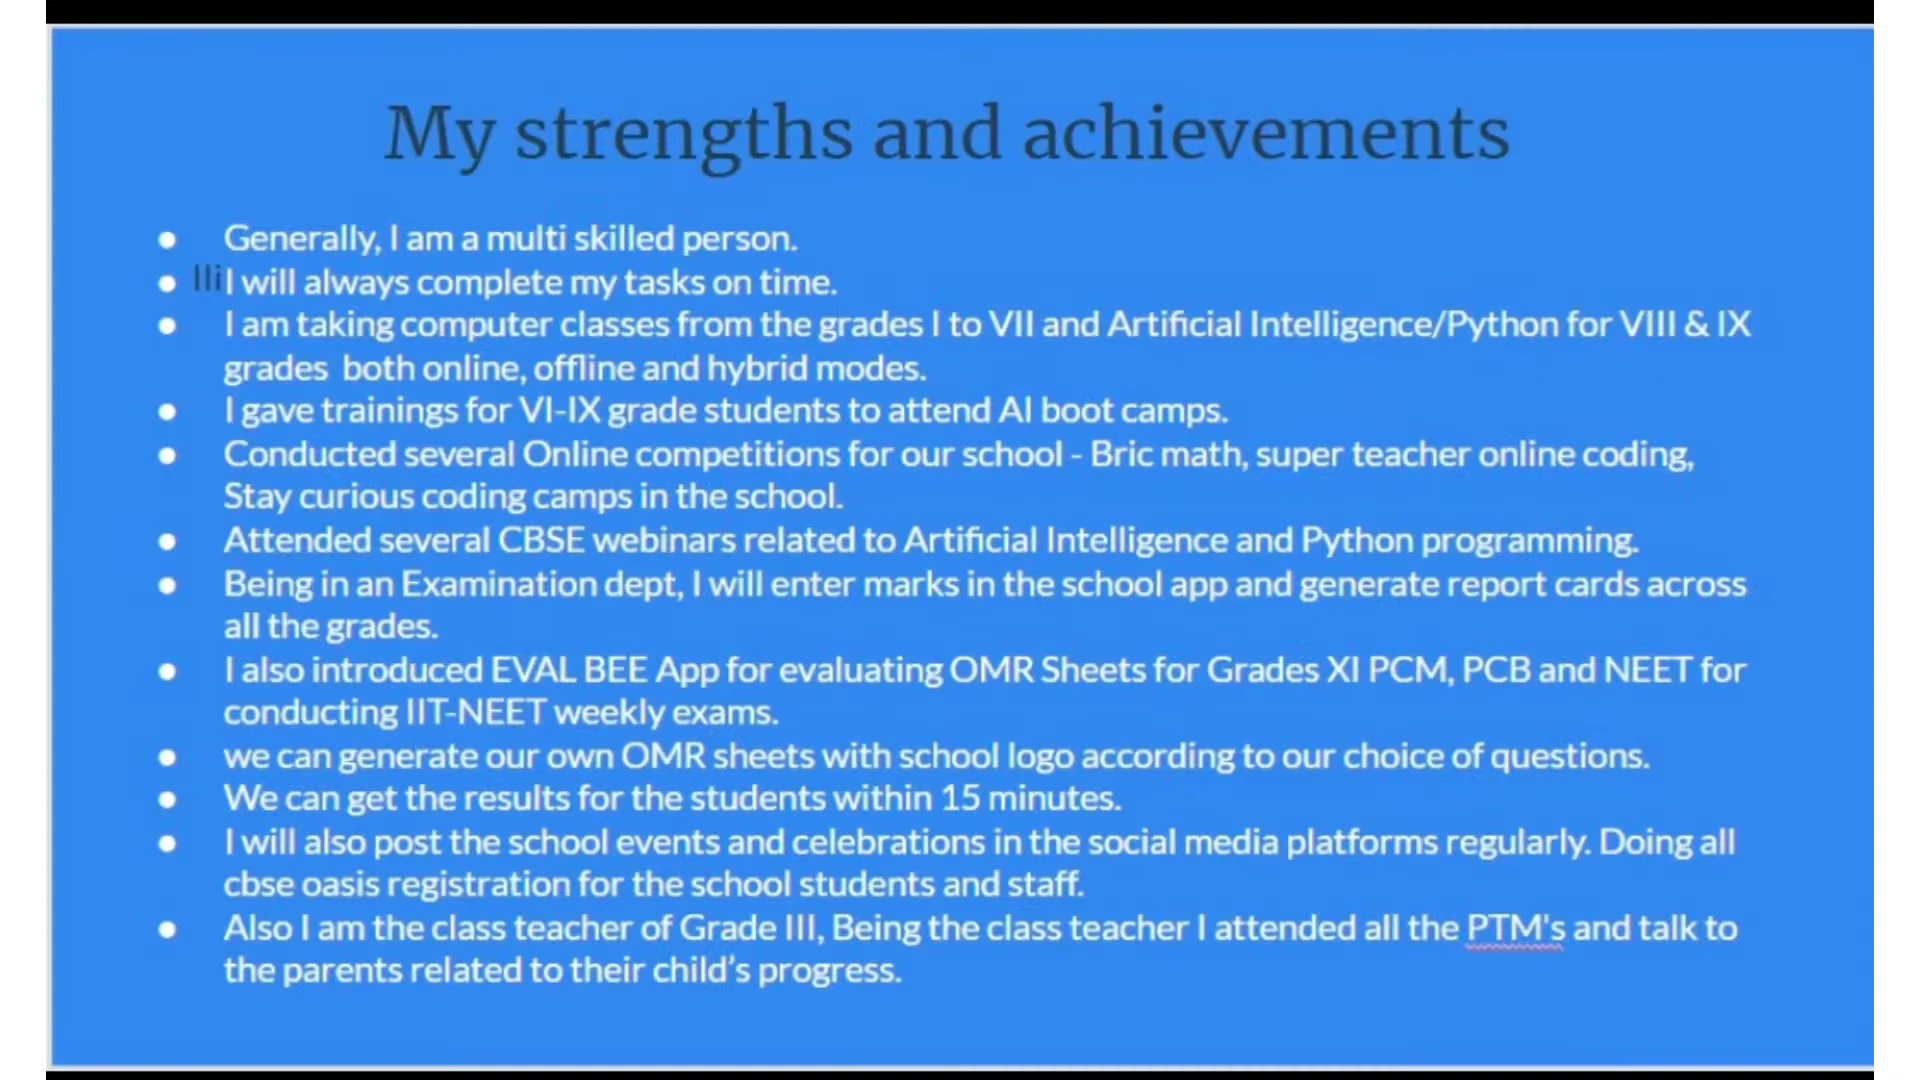 My strengths and achievements
● Generally, I am a multi skilled person.
● Ili I will always complete my tasks on time.
● I am taking computer classes from the grades I to VII and Artificial Intelligence/Python for VIII & IX
grades both online, offline and hybrid modes.
● I gave trainings for VI-IX grade students to attend AI boot camps.
● Conducted several Online competitions for our school - Bric math, super teacher online coding,
Stay curious coding camps in the school.
● Attended several CBSE webinars related to Artificial Intelligence and Python programming.
● Being in an Examination dept, I will enter marks in the school app and generate report cards across
all the grades.
● I also introduced EVAL BEE App for evaluating OMR Sheets for Grades XI PCM, PCB and NEET for
conducting IIT-NEET weekly exams.
● we can generate our own OMR sheets with school logo according to our choice of questions.
● We can get the results for the students within 15 minutes.
● I will also post the school events and celebrations in the social media platforms regularly. Doing all
cbse oasis registration for the school students and staff.
● Also I am the class teacher of Grade III, Being the class teacher I attended all the PTM's and talk to
the parents related to their child’s progress.